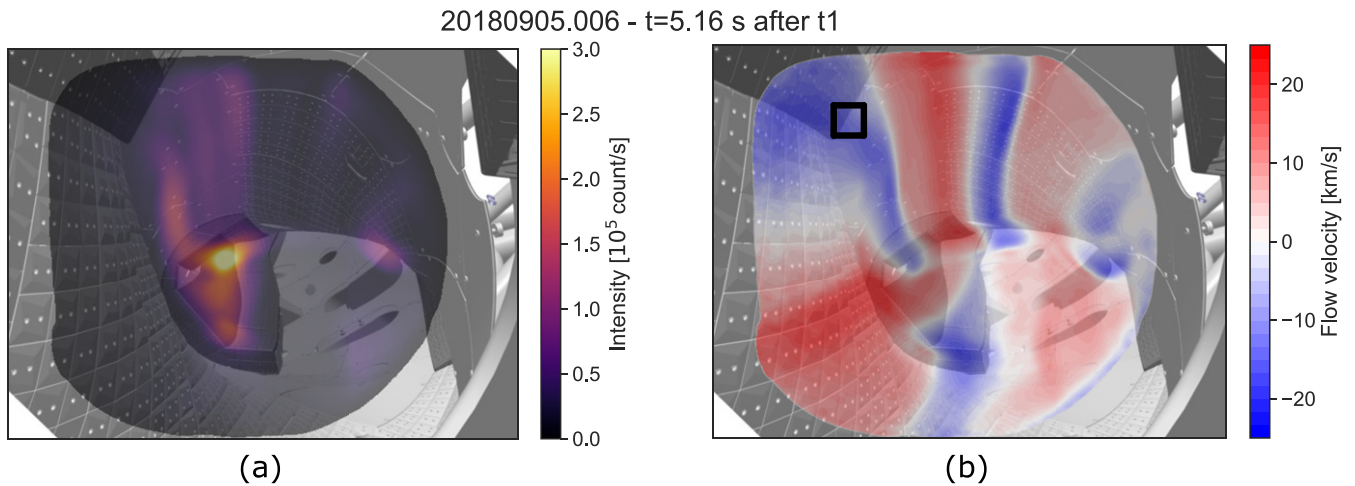 20180905.006 - t=5.16 s after t1
3.0
2.5
2.0
1.5
1.0
0.5
0.0
Intensity [10⁵ count/s]
20
10
0
−10
−20
Flow velocity [km/s]
(a)
(b)